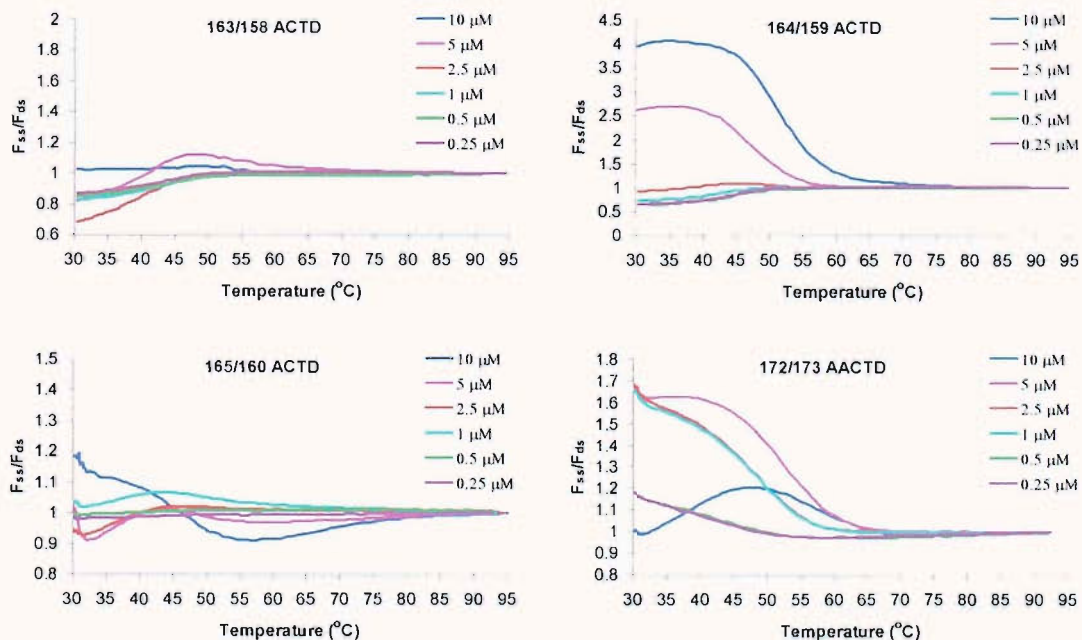 163/158 ACTD
2
1.8
1.6
1.4
1.2
1
0.8
0.6
Fss/Fds
30 35 40 45 50 55 60 65 70 75 80 85 90 95
Temperature (°C)
10 µM
5 µM
2.5 µM
1 µM
0.5 µM
0.25 µM
164/159 ACTD
5
4.5
4
3.5
3
2.5
2
1.5
1
0.5
0
Fss/Fds
30 35 40 45 50 55 60 65 70 75 80 85 90 95
Temperature (°C)
10 µM
5 µM
2.5 µM
1 µM
0.5 µM
0.25 µM
165/160 ACTD
1.5
1.4
1.3
1.2
1.1
1
0.9
0.8
Fss/Fds
30 35 40 45 50 55 60 65 70 75 80 85 90 95
Temperature (°C)
10 µM
5 µM
2.5 µM
1 µM
0.5 µM
0.25 µM
172/173 AACTD
1.8
1.7
1.6
1.5
1.4
1.3
1.2
1.1
1
0.9
0.8
Fss/Fds
30 35 40 45 50 55 60 65 70 75 80 85 90 95
Temperature (°C)
10 µM
5 µM
2.5 µM
1 µM
0.5 µM
0.25 µM